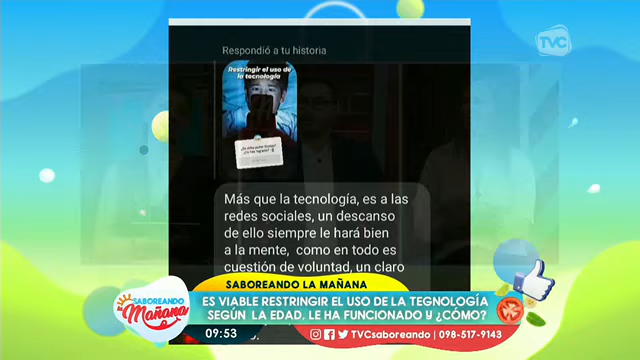 TVC
Respondió a tu historia
Restringir el uso de
la tecnología
Más que la tecnología, es a las
redes sociales, un descanso
de ello siempre le hará bien
a la mente, como en todo es
cuestión de voluntad, un claro
SABOREANDO LA MAÑANA
SABOREANDO
Mañana
ES VIABLE RESTRINGIR EL USO DE LA TEGNOLOGÍA
SEGÚN LA EDAD, LE HA FUNCIONADO Y ¿CÓMO?
09:53
TVCsaboreando | 098-517-9143